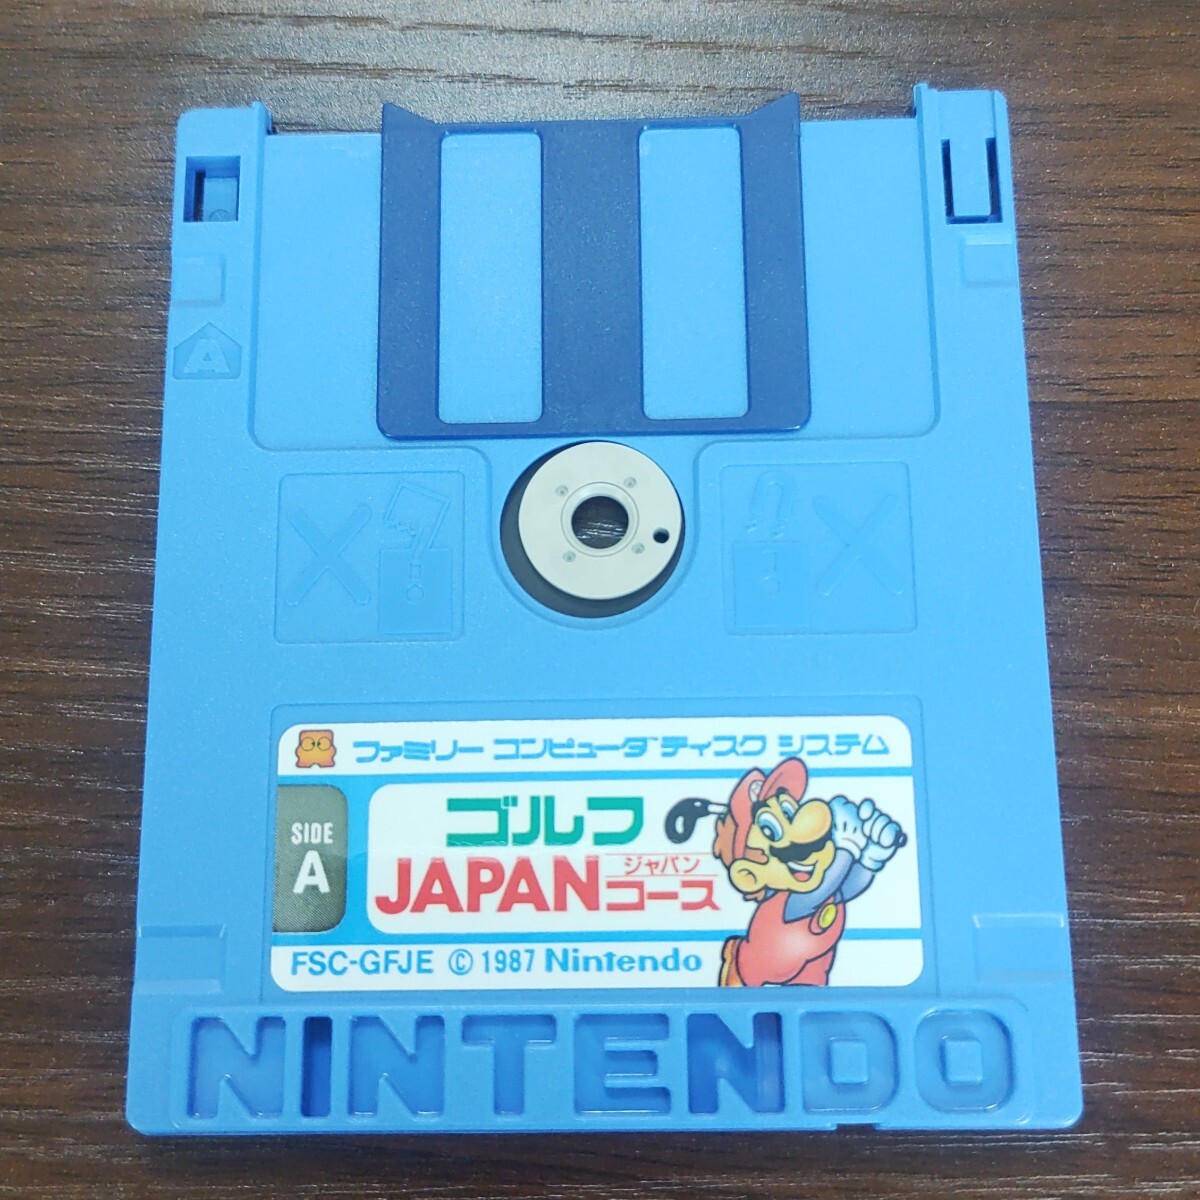 A
ファミリー コンピュータ ディスク システム
SIDE
A
ゴルフ
JAPANコース
ジャパン
FSC-GFJE © 1987 Nintendo
NINTENDO